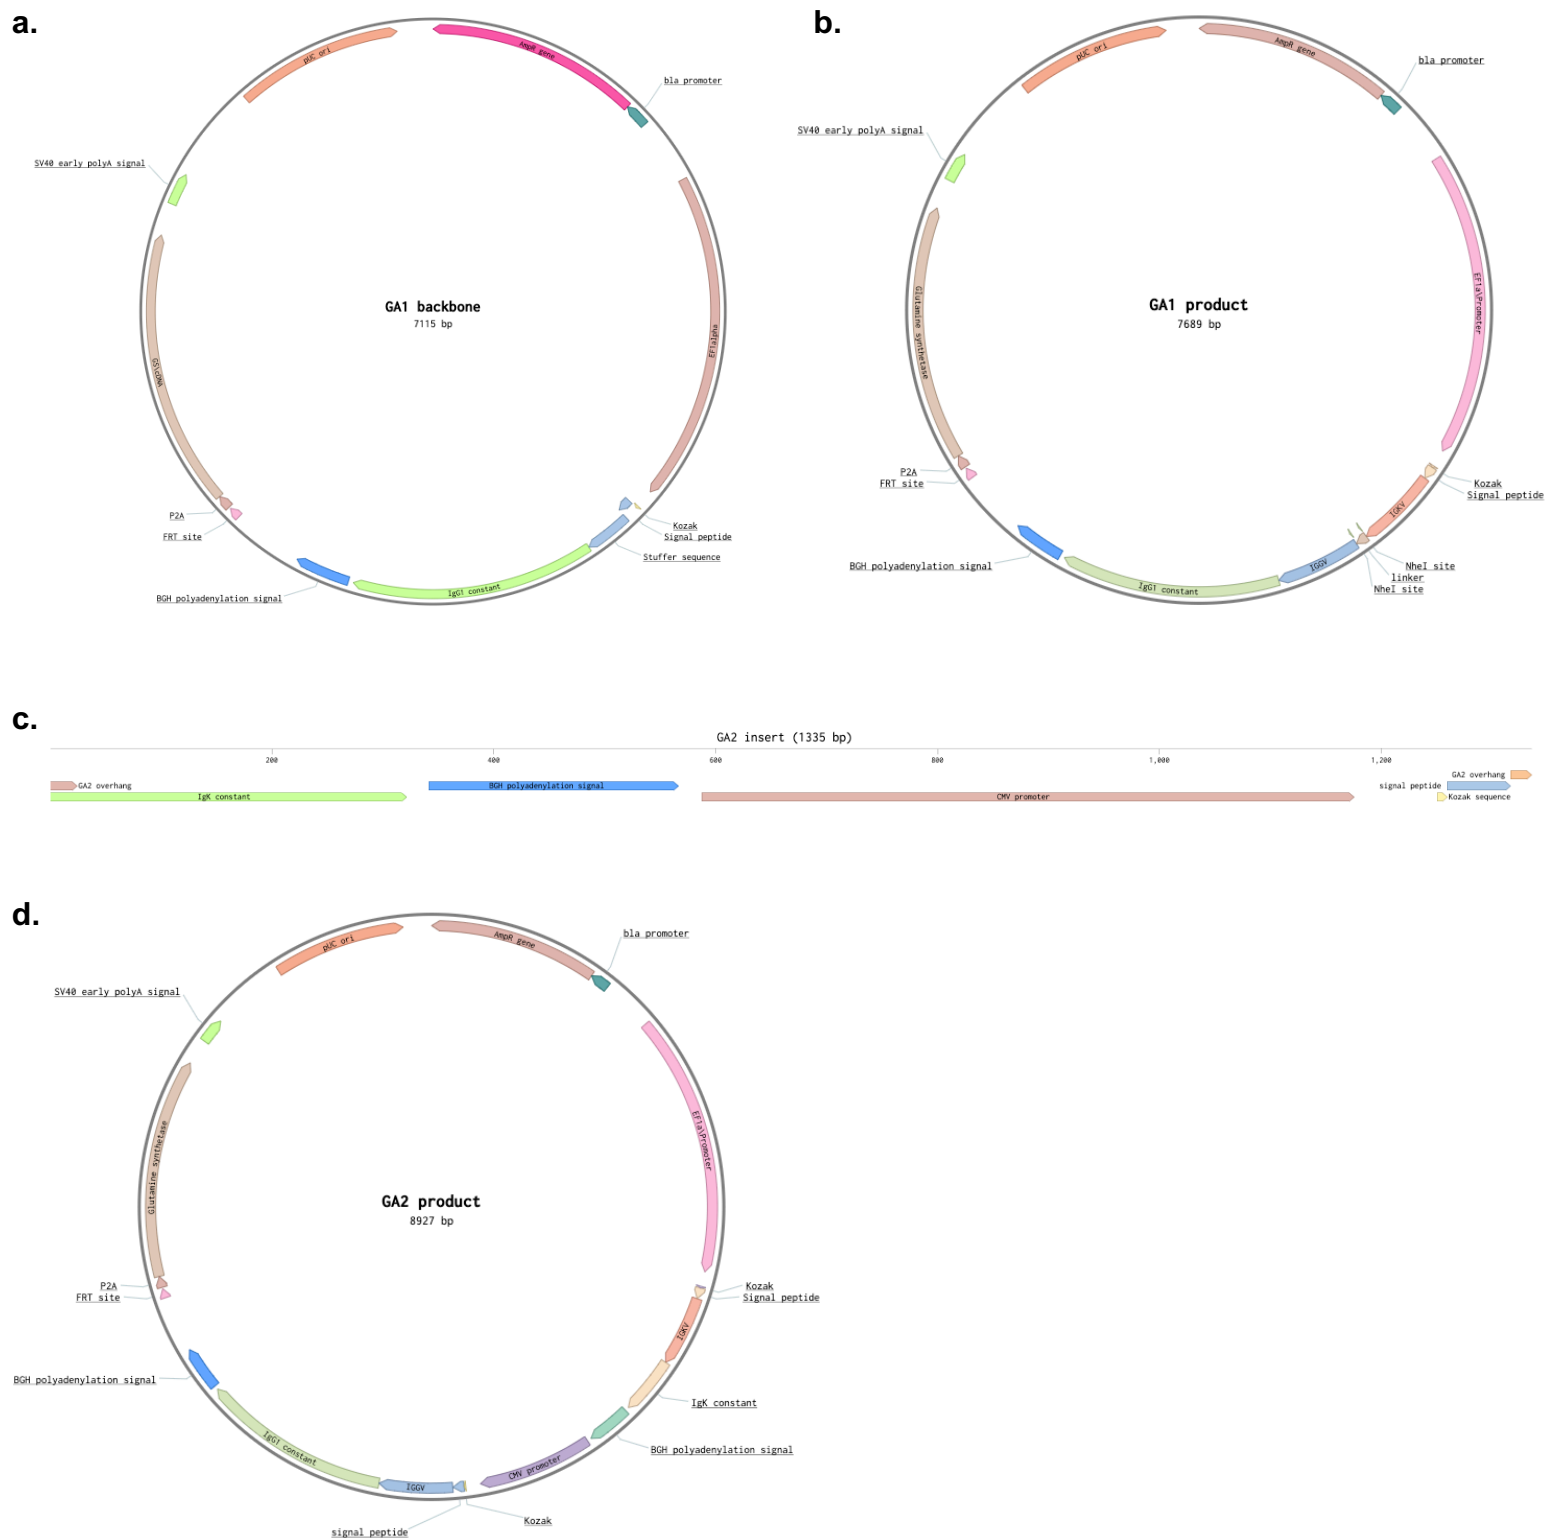 a.
pUC ori
AmpR gene
bla promoter
SV40 early polyA signal
GA1 backbone
7115 bp
EF1alpha
GS\cDNA
P2A
FRT site
Kozak
Signal peptide
Stuffer sequence
BGH polyadenylation signal
IgG1 constant
b.
pUC ori
AmpR gene
bla promoter
SV40 early polyA signal
EF1a\Promoter
GA1 product
7689 bp
Glutamine synthetase
P2A
FRT site
Kozak
Signal peptide
IGKV
BGH polyadenylation signal
IGGV
NheI site
linker
NheI site
IgG1 constant
c.
GA2 insert (1335 bp)
200
400
600
800
1,000
1,200
GA2 overhang
GA2 overhang
BGH polyadenylation signal
signal peptide
IgK constant
CMV promoter
Kozak sequence
d.
pUC ori
AmpR gene
bla promoter
SV40 early polyA signal
EF1a\Promoter
Glutamine synthetase
GA2 product
8927 bp
P2A
FRT site
Kozak
Signal peptide
IGKV
BGH polyadenylation signal
IgK constant
IgG1 constant
BGH polyadenylation signal
CMV promoter
IGGV
Kozak
signal peptide